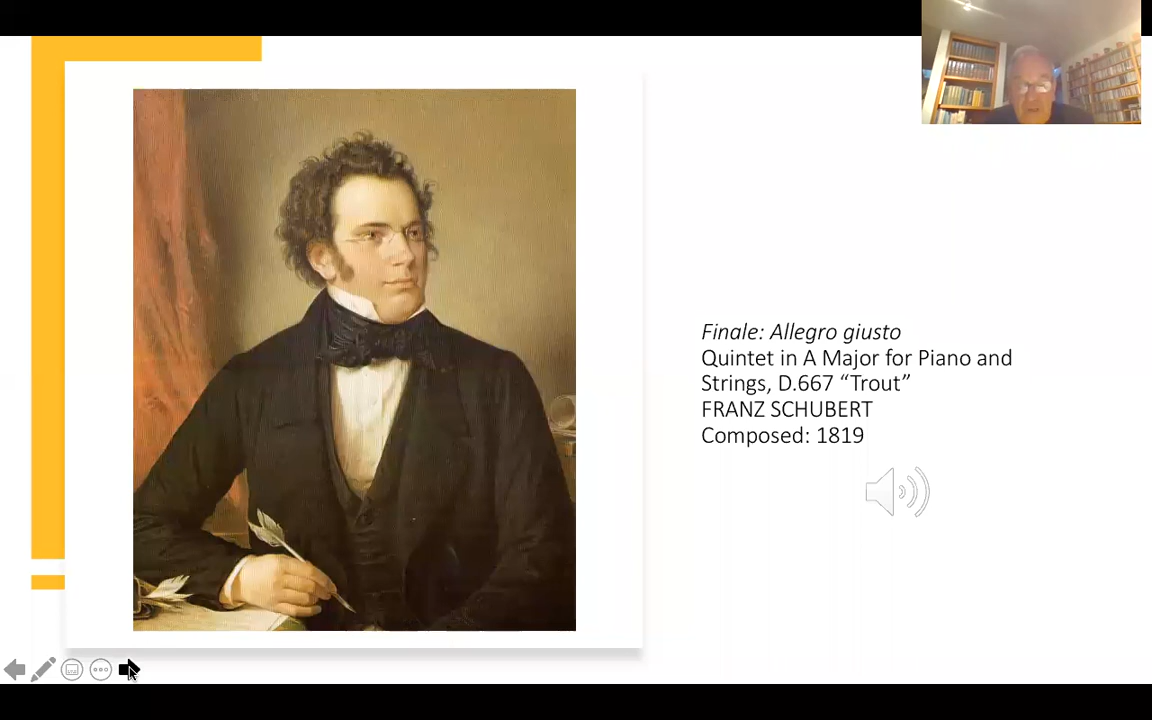 Finale: Allegro giusto
Quintet in A Major for Piano and
Strings, D.667 “Trout”
FRANZ SCHUBERT
Composed: 1819